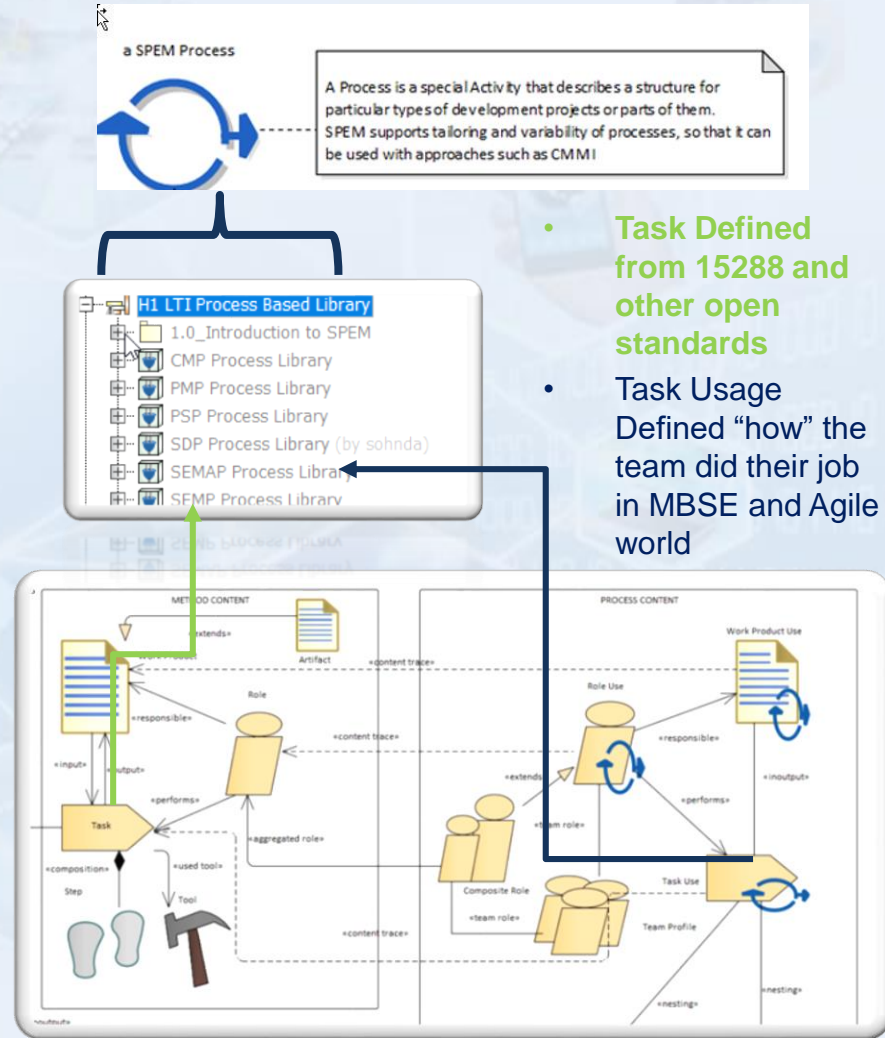 a SPEM Process
A Process is a special Activity that describes a structure for
particular types of development projects or parts of them.
SPEM supports tailoring and variability of processes, so that it can
be used with approaches such as CMMI
• Task Defined
from 15288 and
other open
standards
• Task Usage
Defined “how” the
team did their job
in MBSE and Agile
world
H1 LTI Process Based Library
1.0_Introduction to SPEM
CMP Process Library
PMP Process Library
PSP Process Library
SDP Process Library (by sohnda)
SEMAP Process Library
SEMP Process Library
METHOD CONTENT
«extends»
Artifact
Role
«responsible»
«input»
«performs»
Task
«aggregated role»
«composition»
«used tool»
Step
Tool
«content trace»
«content trace»
«content trace»
PROCESS CONTENT
Work Product Use
Role Use
«responsible»
«inoutput»
«extends
«performs»
«team role»
Composite Role
Task Use
«team role»
Team Profile
«nesting»
«nesting»